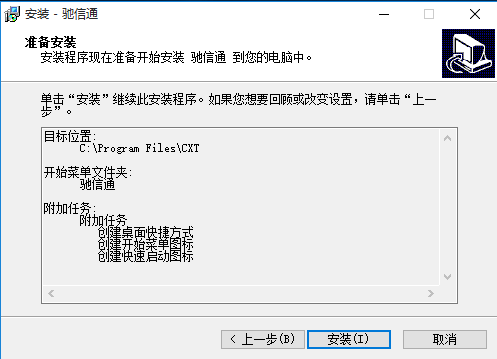 安装 - 驰信通
准备安装
安装程序现在准备开始安装 驰信通 到您的电脑中。
单击“安装”继续此安装程序。如果您想要回顾或改变设置，请单击“上一
步”。
目标位置:
C:\Program Files\CXT
开始菜单文件夹:
驰信通
附加任务:
附加任务
创建桌面快捷方式
创建开始菜单图标
创建快速启动图标
< 上一步(B) 安装(I) 取消